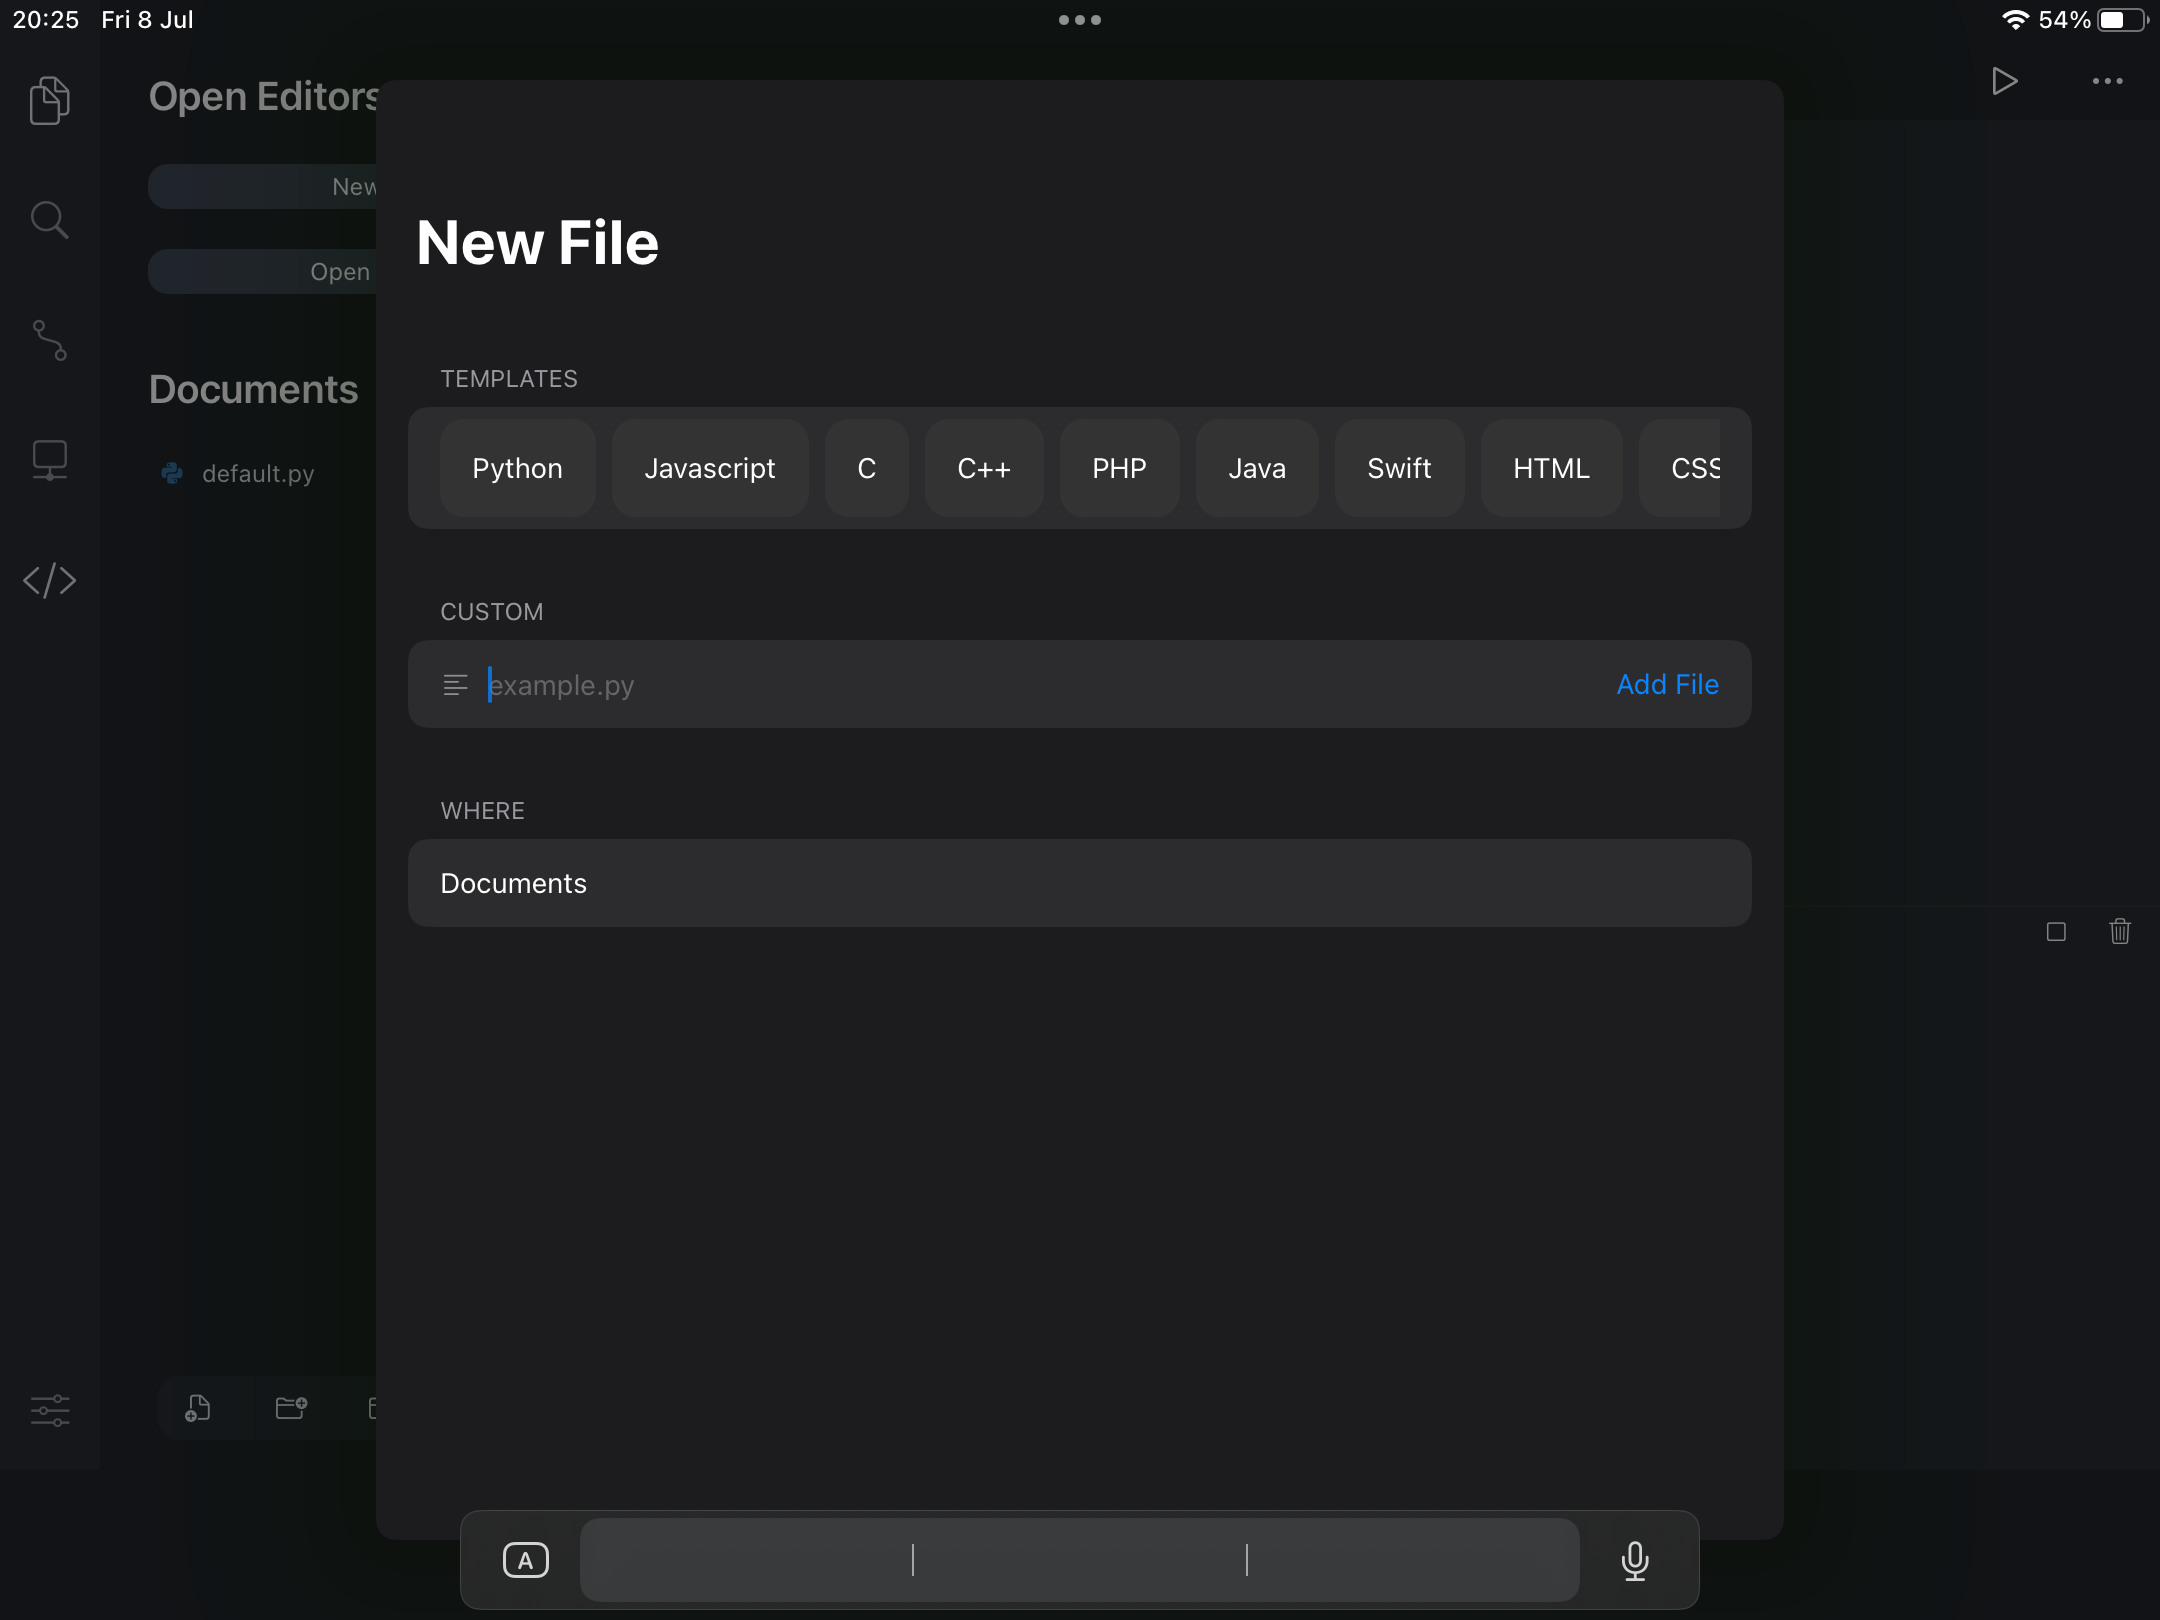 20:25 Fri 8 Jul
54%
Open Editors
New
Open
Documents
default.py
New File
TEMPLATES
Python Javascript C C++ PHP Java Swift HTML CSS
CUSTOM
example.py Add File
WHERE
Documents
A